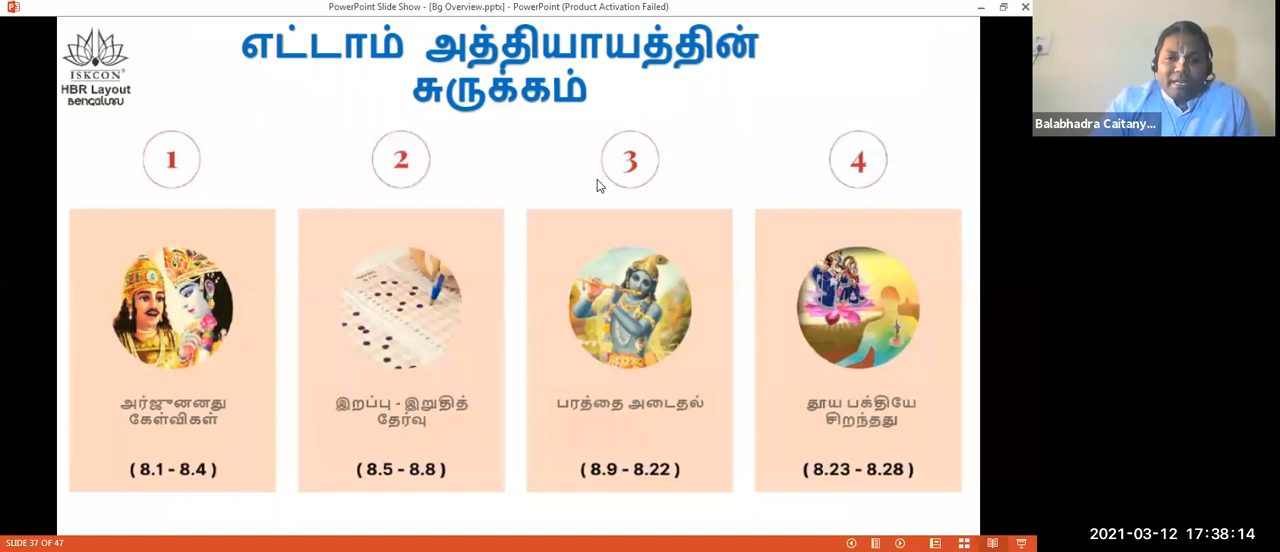 PowerPoint Slide Show - [Bg Overview.pptx] - PowerPoint (Product Activation Failed)
எட்டாம் அத்தியாயத்தின்
சுருக்கம்
ISKCON
HBR Layout
BENGALURU
Balabhadra Caitany...
1
2
3
4
அர்ஜுனனது
கேள்விகள்
( 8.1 - 8.4 )
இறப்பு - இறுதித்
தேர்வு
( 8.5 - 8.8 )
பரத்தை அடைதல்
( 8.9 - 8.22 )
தூய பக்தியே
சிறந்தது
( 8.23 - 8.28 )
SLIDE 37 OF 47
2021-03-12 17:38:14